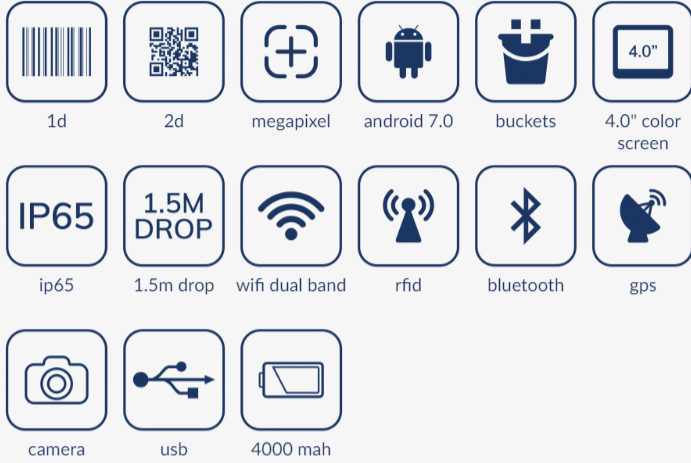 4.0"
1d
2d
megapixel
android 7.0
buckets
4.0" color
screen
IP65
1.5M
DROP
ip65
1.5m drop
wifi dual band
rfid
bluetooth
gps
camera
usb
4000 mah